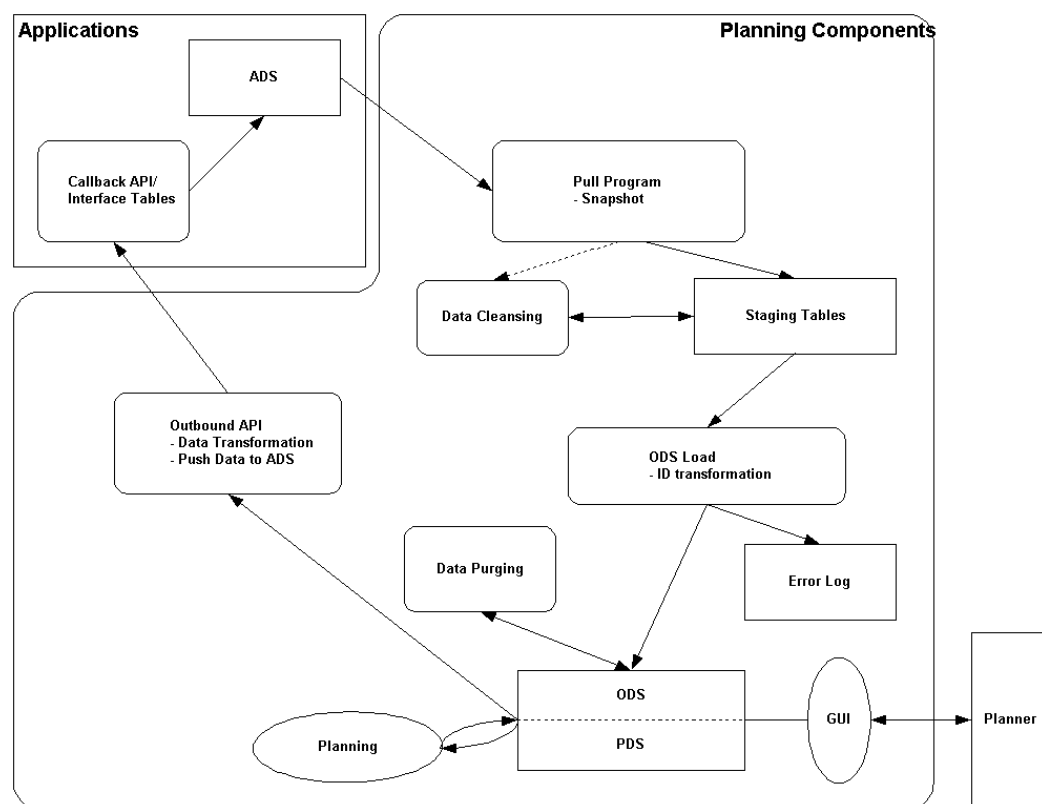 Applications
Planning Components
ADS
Callback API/
Interface Tables
Pull Program
- Snapshot
Data Cleansing
Staging Tables
Outbound API
- Data Transformation
- Push Data to ADS
ODS Load
- ID transformation
Data Purging
Error Log
ODS
PDS
Planning
GUI
Planner